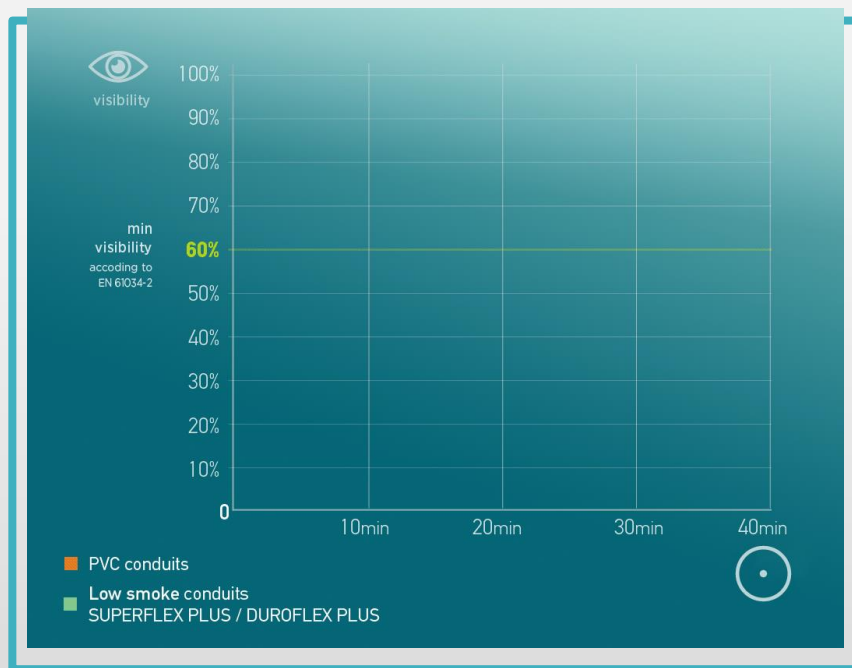 visibility
100%
90%
80%
70%
min
visibility
accoding to
EN 61034-2
60%
50%
40%
30%
20%
10%
0
10min
20min
30min
40min
PVC conduits
Low smoke conduits
SUPERFLEX PLUS / DUROFLEX PLUS